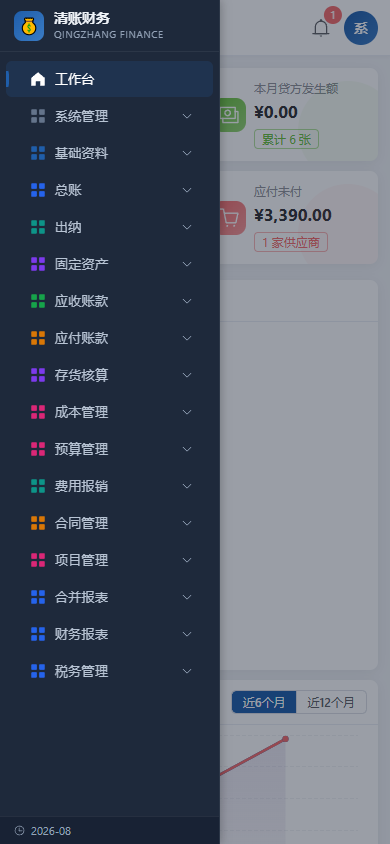 清账财务
QINGZHANG FINANCE
工作台
系统管理
基础资料
总账
出纳
固定资产
应收账款
应付账款
存货核算
成本管理
预算管理
费用报销
合同管理
项目管理
合并报表
财务报表
税务管理
2026-08
1
系
本月贷方发生额
¥0.00
累计 6 张
应付未付
¥3,390.00
1 家供应商
近6个月
近12个月